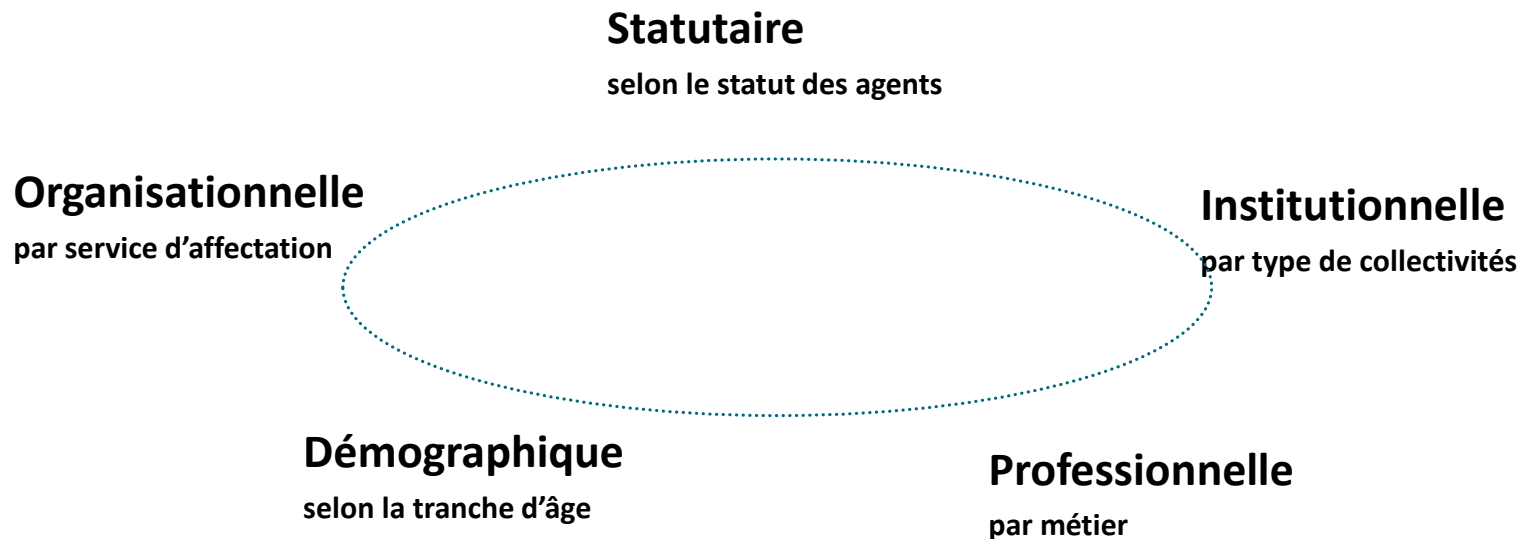 Statutaire
selon le statut des agents
Organisationnelle
par service d’affectation
Institutionnelle
par type de collectivités
Démographique
selon la tranche d’âge
Professionnelle
par métier